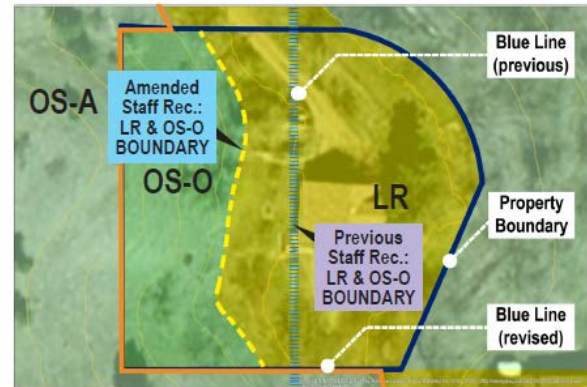 Blue Line
(previous)
OS-A
Amended
Staff Rec.:
LR & OS-O
BOUNDARY
OS-O
LR
Property
Boundary
Previous
Staff Rec.:
LR & OS-O
BOUNDARY
Blue Line
(revised)